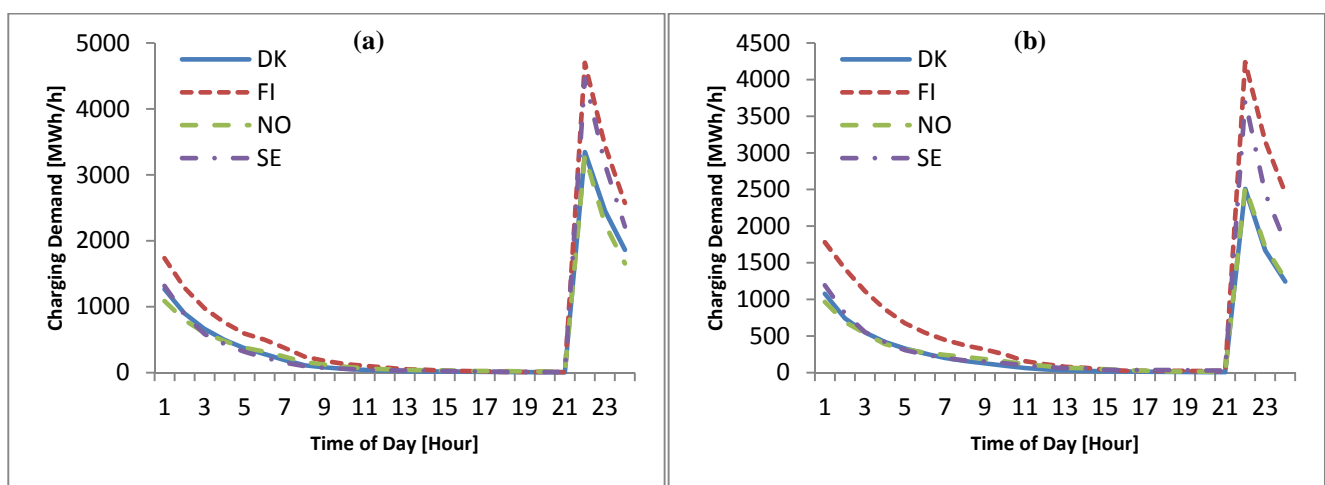 (a)
Charging Demand [MWh/h]
5000
4000
3000
2000
1000
0
DK
FI
NO
SE
1 3 5 7 9 11 13 15 17 19 21 23
Time of Day [Hour]
(b)
Charging Demand [MWh/h]
4500
4000
3500
3000
2500
2000
1500
1000
500
0
DK
FI
NO
SE
1 3 5 7 9 11 13 15 17 19 21 23
Time of Day [Hour]